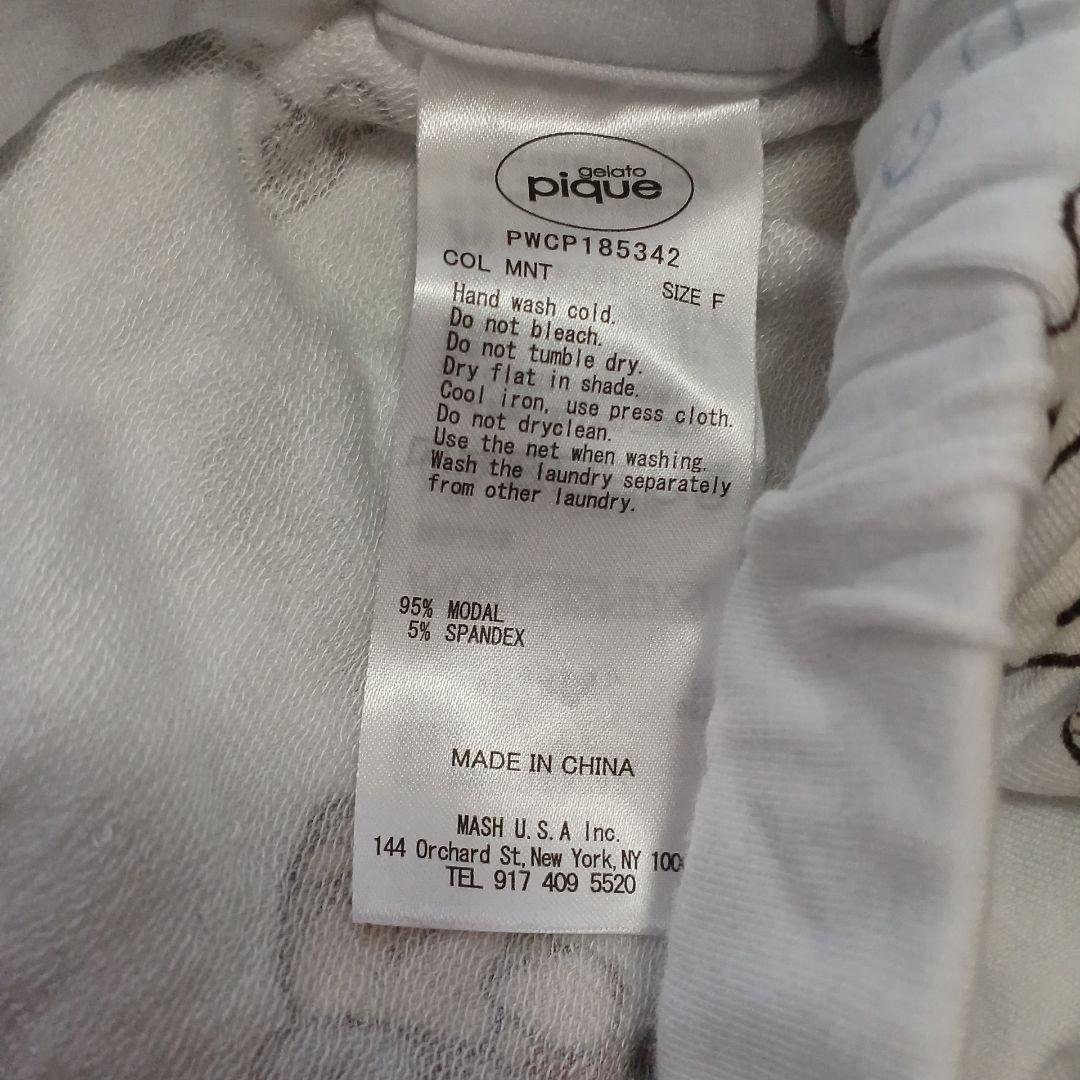 gelato
pique
PWCP185342
COL MNT
SIZE F
Hand wash cold.
Do not bleach.
Do not tumble dry.
Dry flat in shade.
Cool iron, use press cloth.
Do not dryclean.
Use the net when washing.
Wash the laundry separately
from other laundry.
95% MODAL
5% SPANDEX
MADE IN CHINA
MASH U.S.A Inc.
144 Orchard St, New York, NY
TEL 917 409 5520